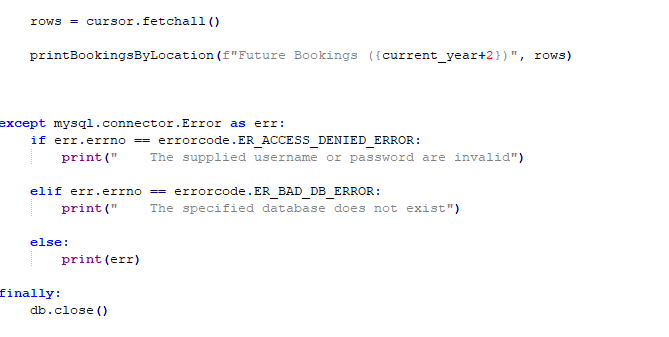 rows = cursor.fetchall()
printBookingsByLocation(f"Future Bookings ({current_year+2})", rows)
except mysql.connector.Error as err:
if err.errno == errorcode.ER_ACCESS_DENIED_ERROR:
print("    The supplied username or password are invalid")
elif err.errno == errorcode.ER_BAD_DB_ERROR:
print("    The specified database does not exist")
else:
print(err)
finally:
db.close()